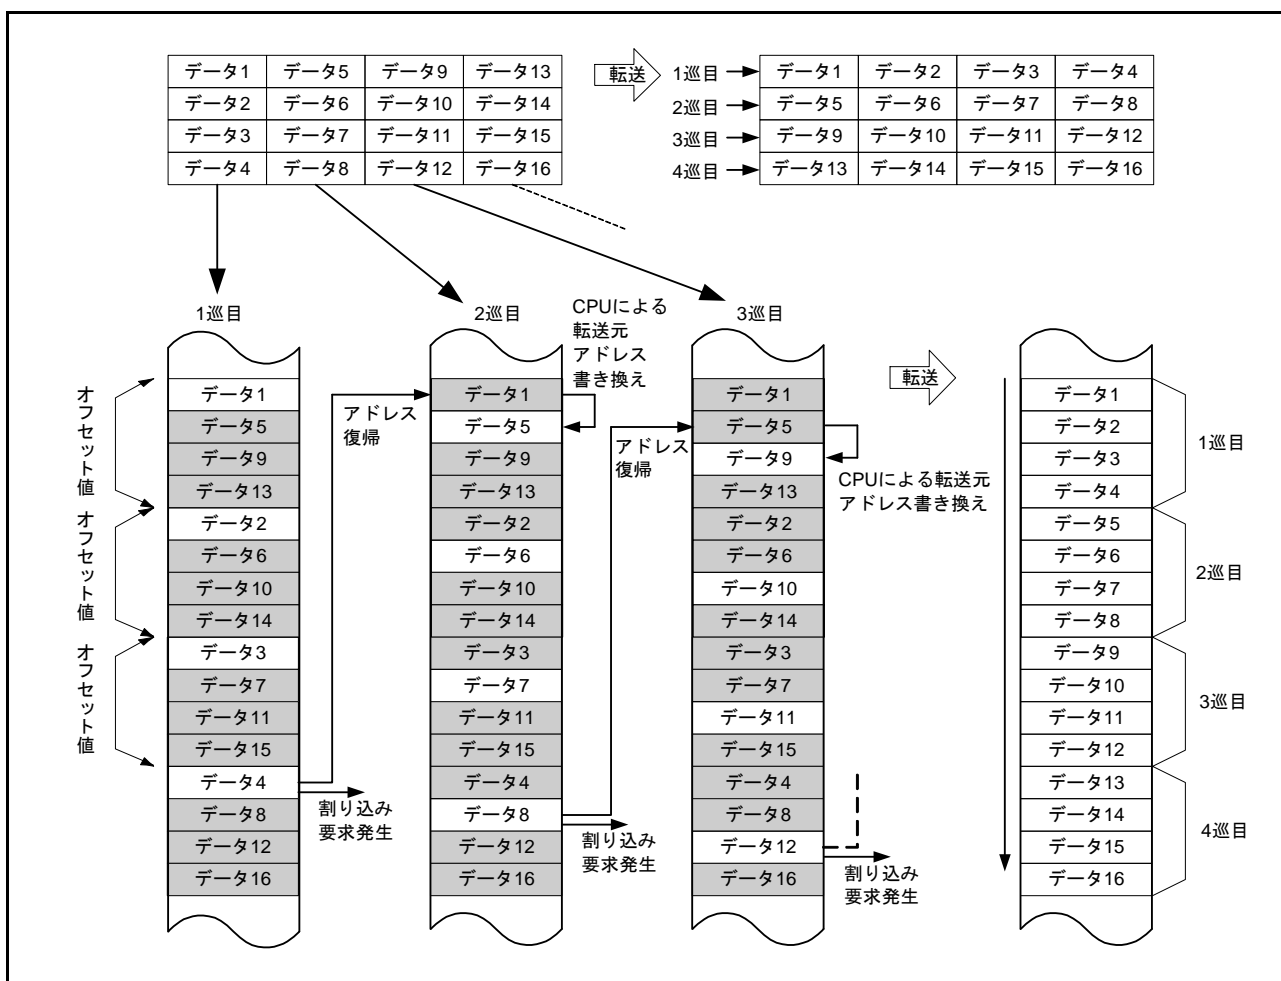 データ1 データ5 データ9 データ13
データ2 データ6 データ10 データ14
データ3 データ7 データ11 データ15
データ4 データ8 データ12 データ16
転送
1巡目 データ1 データ2 データ3 データ4
2巡目 データ5 データ6 データ7 データ8
3巡目 データ9 データ10 データ11 データ12
4巡目 データ13 データ14 データ15 データ16
1巡目
オフセット値
オフセット値
オフセット値
データ1
データ5
データ9
データ13
データ2
データ6
データ10
データ14
データ3
データ7
データ11
データ15
データ4
データ8
データ12
データ16
アドレス
復帰
割り込み
要求発生
2巡目
CPUによる
転送元
アドレス
書き換え
データ1
データ5
データ9
データ13
データ2
データ6
データ10
データ14
データ3
データ7
データ11
データ15
データ4
データ8
データ12
データ16
アドレス
復帰
割り込み
要求発生
3巡目
データ1
データ5
データ9
データ13
データ2
データ6
データ10
データ14
データ3
データ7
データ11
データ15
データ4
データ8
データ12
データ16
CPUによる転送元
アドレス書き換え
割り込み
要求発生
転送
データ1
データ2
データ3
データ4
データ5
データ6
データ7
データ8
データ9
データ10
データ11
データ12
データ13
データ14
データ15
データ16
1巡目
2巡目
3巡目
4巡目